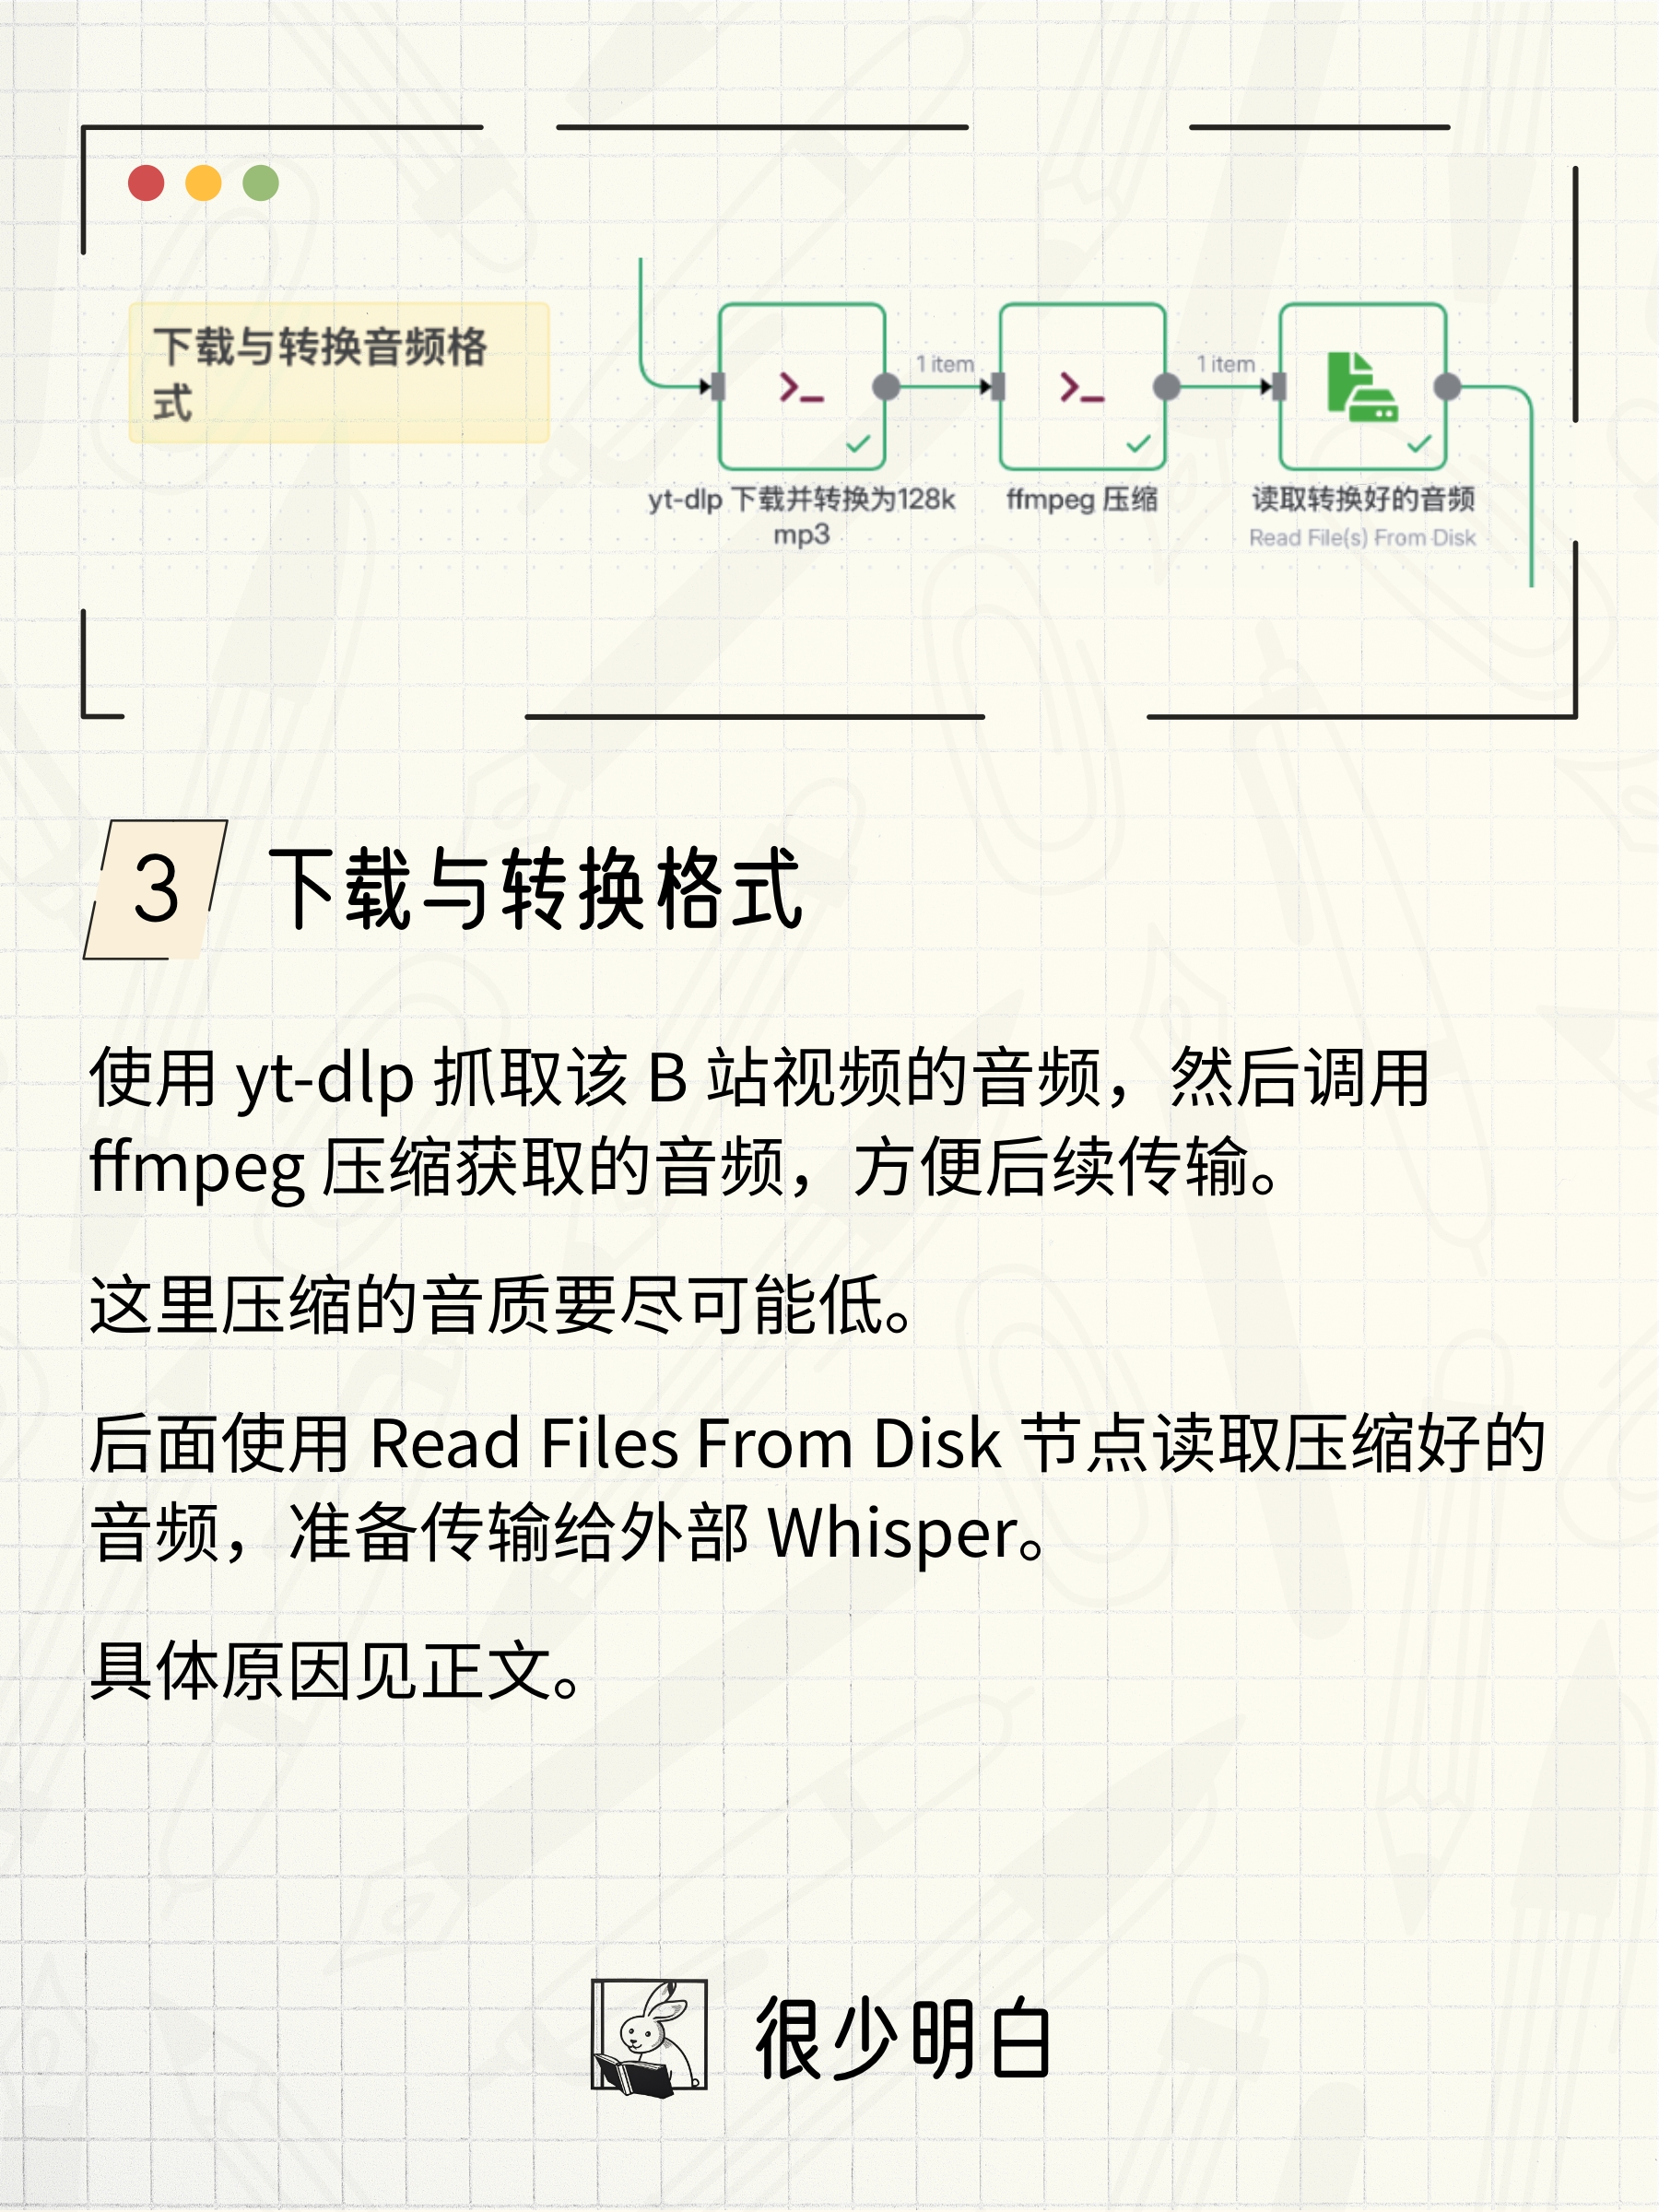 下载与转换音频格
式
1 item
1 item
yt-dlp 下载并转换为128k
mp3
ffmpeg 压缩
读取转换好的音频
Read File(s) From Disk
3
下载与转换格式
使用 yt-dlp 抓取该 B 站视频的音频，然后调用
ffmpeg 压缩获取的音频，方便后续传输。
这里压缩的音质要尽可能低。
后面使用 Read Files From Disk 节点读取压缩好的
音频，准备传输给外部 Whisper。
具体原因见正文。
很少明白